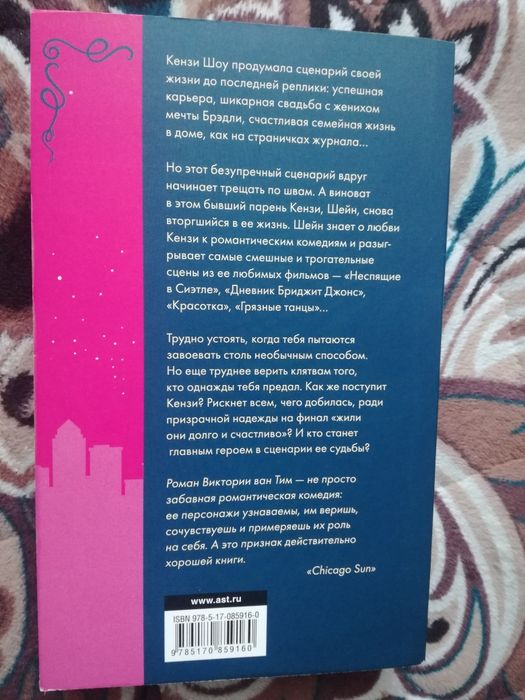 Кензи Шоу продумала сценарий своей
жизни до последней реплики: успешная
карьера, шикарная свадьба с женихом
мечты Брэдли, счастливая семейная жизнь
в доме, как на страничках журнала...
Но этот безупречный сценарий вдруг
начинает трещать по швам. А виноват
в этом бывший парень Кензи, Шейн, снова
вторгшийся в ее жизнь. Шейн знает о любви
Кензи к романтическим комедиям и разыг-
рывает самые смешные и трогательные
сцены из ее любимых фильмов — «Неспящие
в Сиэтле», «Дневник Бриджит Джонс»,
«Красотка», «Грязные танцы»...
Трудно устоять, когда тебя пытаются
завоевать столь необычным способом.
Но еще труднее верить клятвам того,
кто однажды тебя предал. Как же поступит
Кензи? Рискнет всем, чего добилась, ради
призрачной надежды на финал «жили
они долго и счастливо»? И кто станет
главным героем в сценарии ее судьбы?
Роман Виктории ван Тим — не просто
забавная романтическая комедия:
ее персонажи узнаваемы, им веришь,
сочувствуешь и примеряешь их роль
на себя. А это признак действительно
хорошей книги.
«Chicago Sun»
www.ast.ru
ISBN 978-5-17-085916-0
9 785170 859160